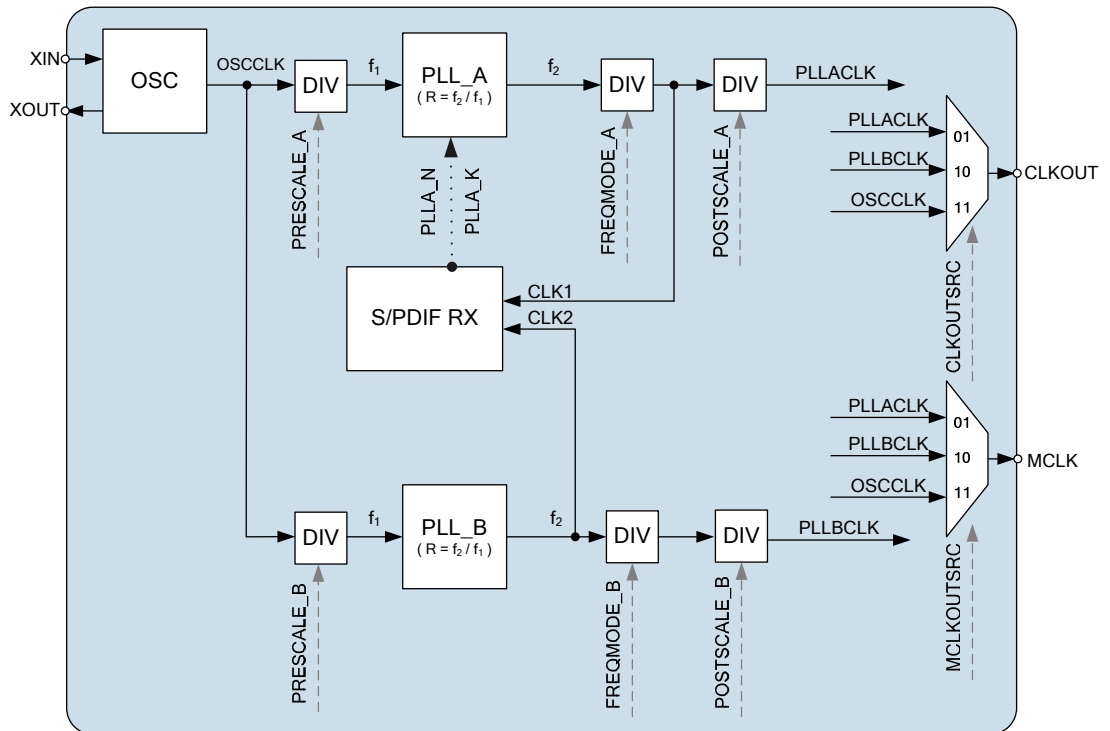 XIN
XOUT
OSC
OSCCLK
DIV
f₁
PLL_A
( R = f₂ / f₁ )
f₂
DIV
DIV
PLLACLK
PRESCALE_A
PLLA_N
PLLA_K
FREQMODE_A
POSTSCALE_A
PLLACLK
01
PLLBCLK
10
OSCCLK
11
CLKOUT
CLKOUTSRC
S/PDIF RX
CLK1
CLK2
PLLACLK
01
PLLBCLK
10
OSCCLK
11
MCLK
MCLKOUTSRC
DIV
f₁
PLL_B
( R = f₂ / f₁ )
f₂
DIV
DIV
PLLBCLK
PRESCALE_B
FREQMODE_B
POSTSCALE_B